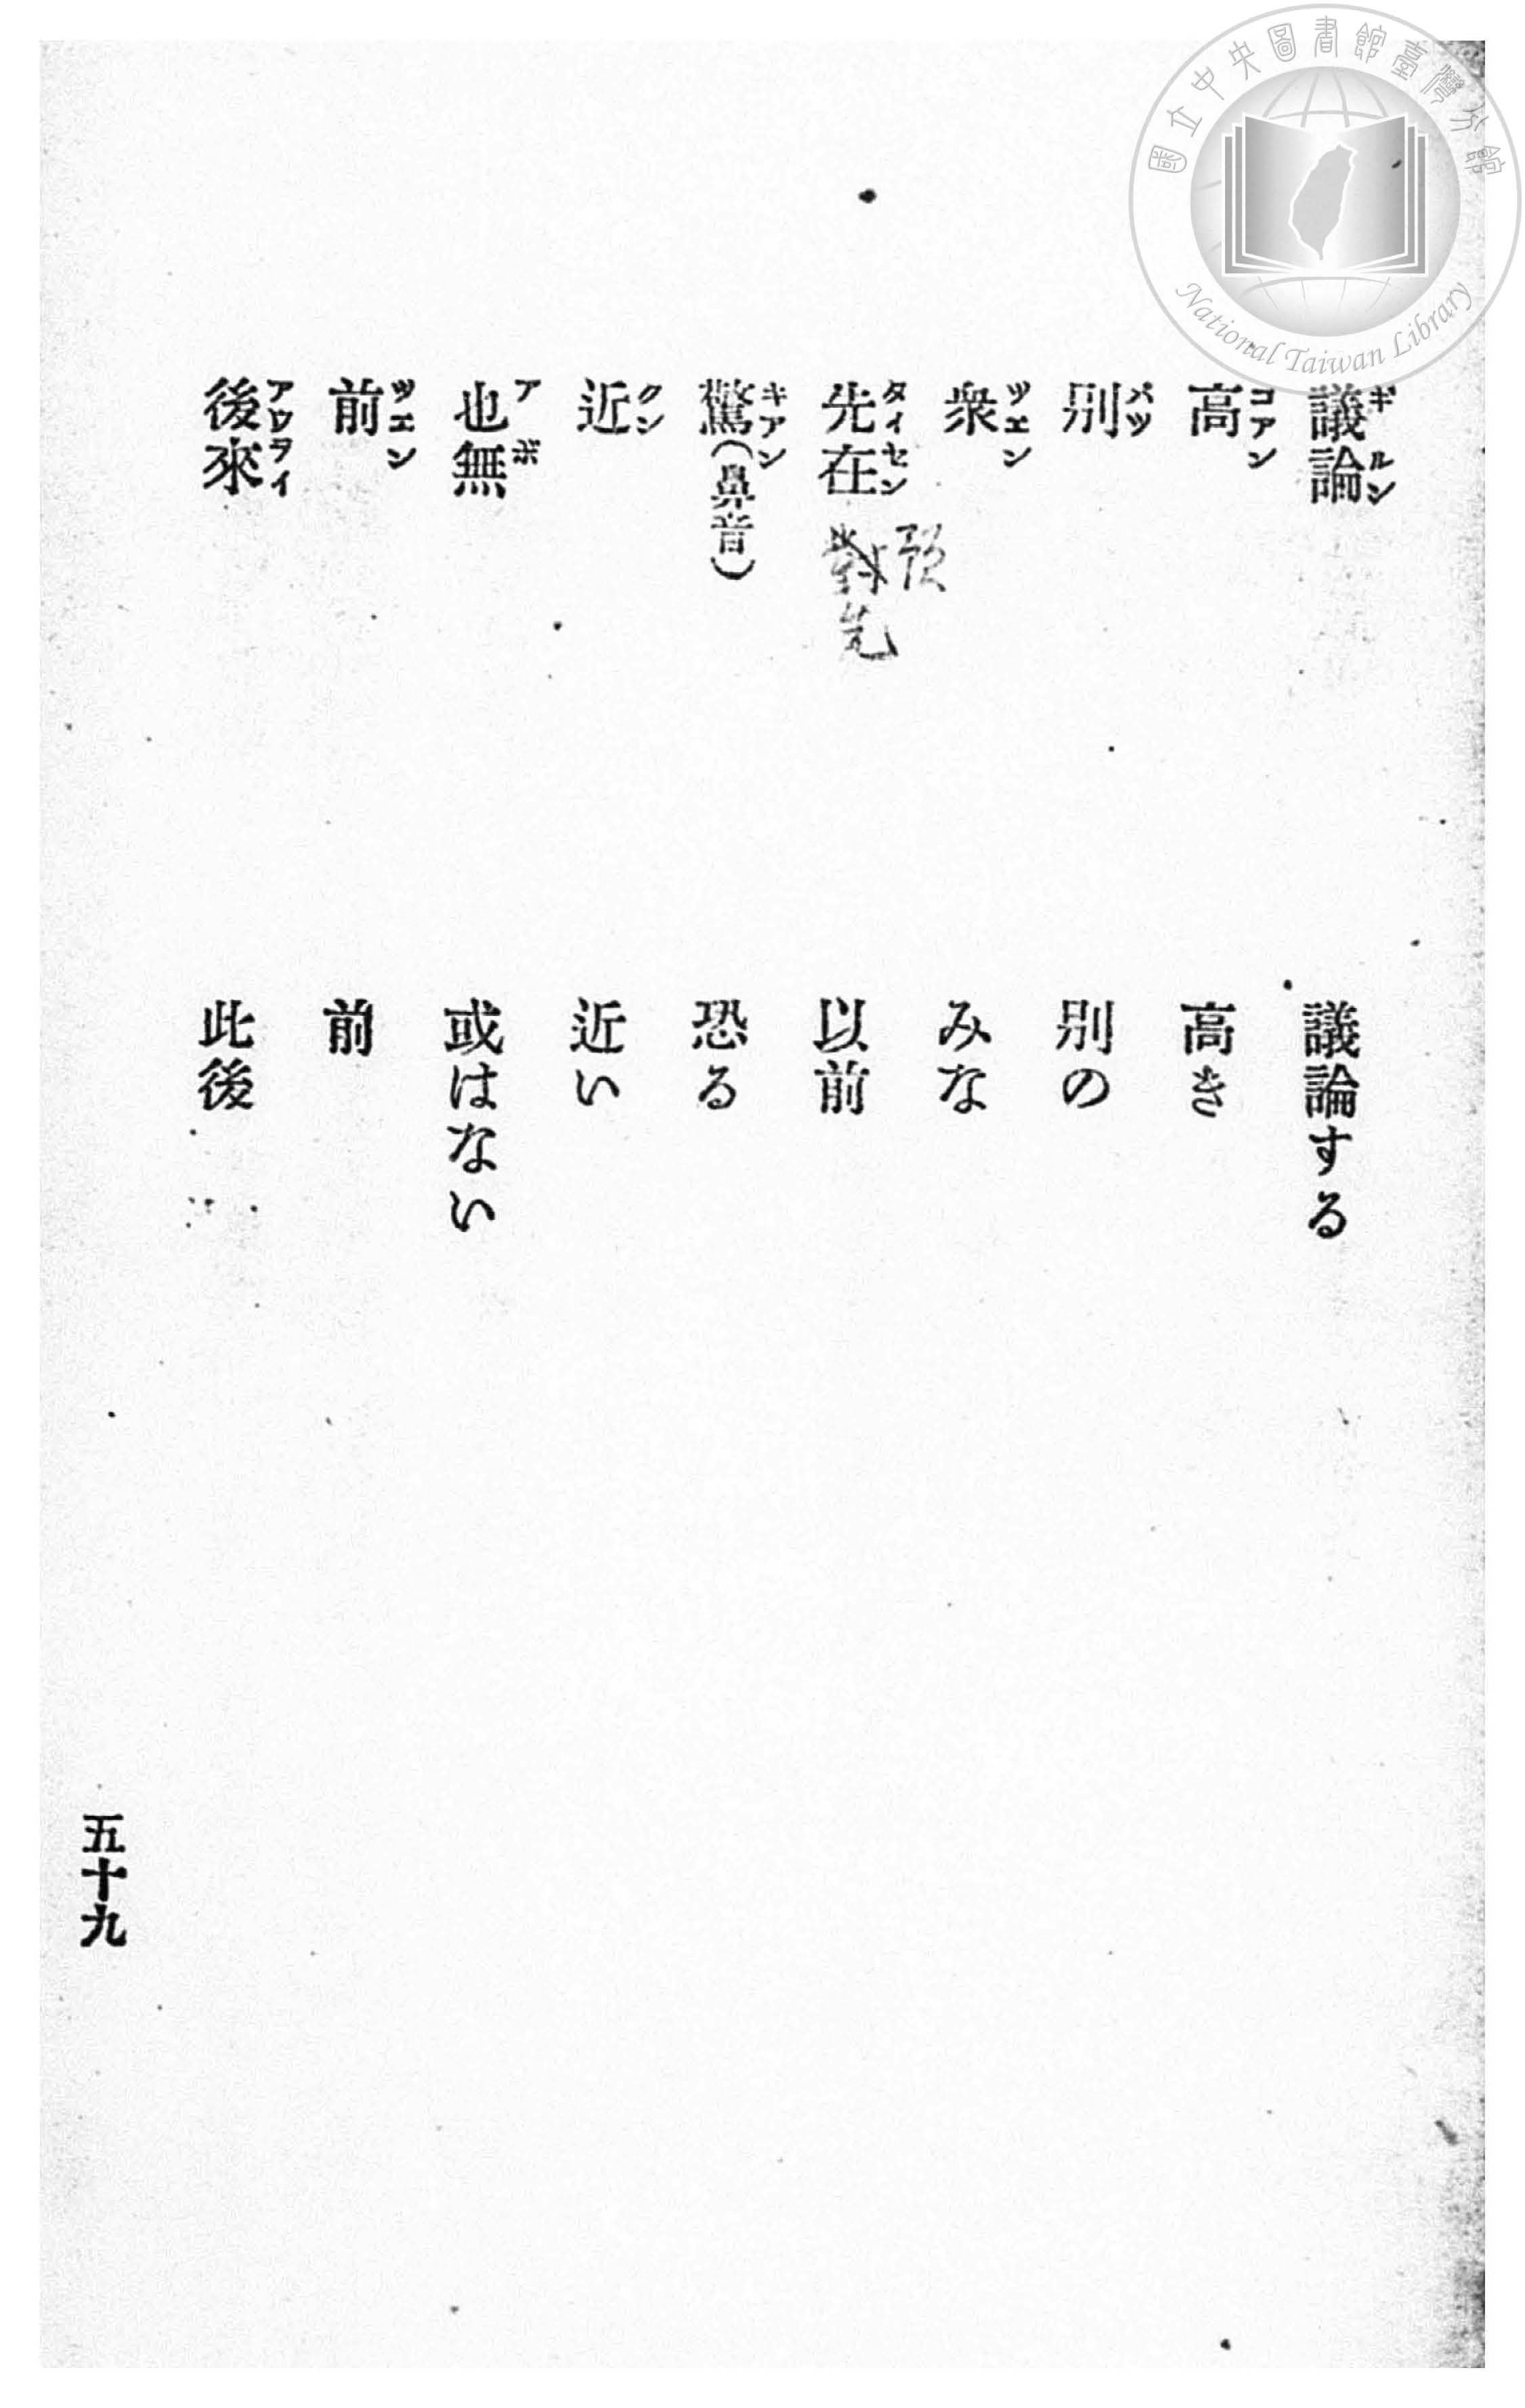 國立中央圖書館臺灣分館
National Taiwan Library
議論 ギルン 議論する
高 コアン 高き
別 パツ 別の
衆 ツエン みな
先在 タイセン 以前
預
先
驚(鼻音) キアン 恐る
近 クン 近い
也無 アボ 或はない
前 ツエン 前
後來 アウライ 此後
五十九